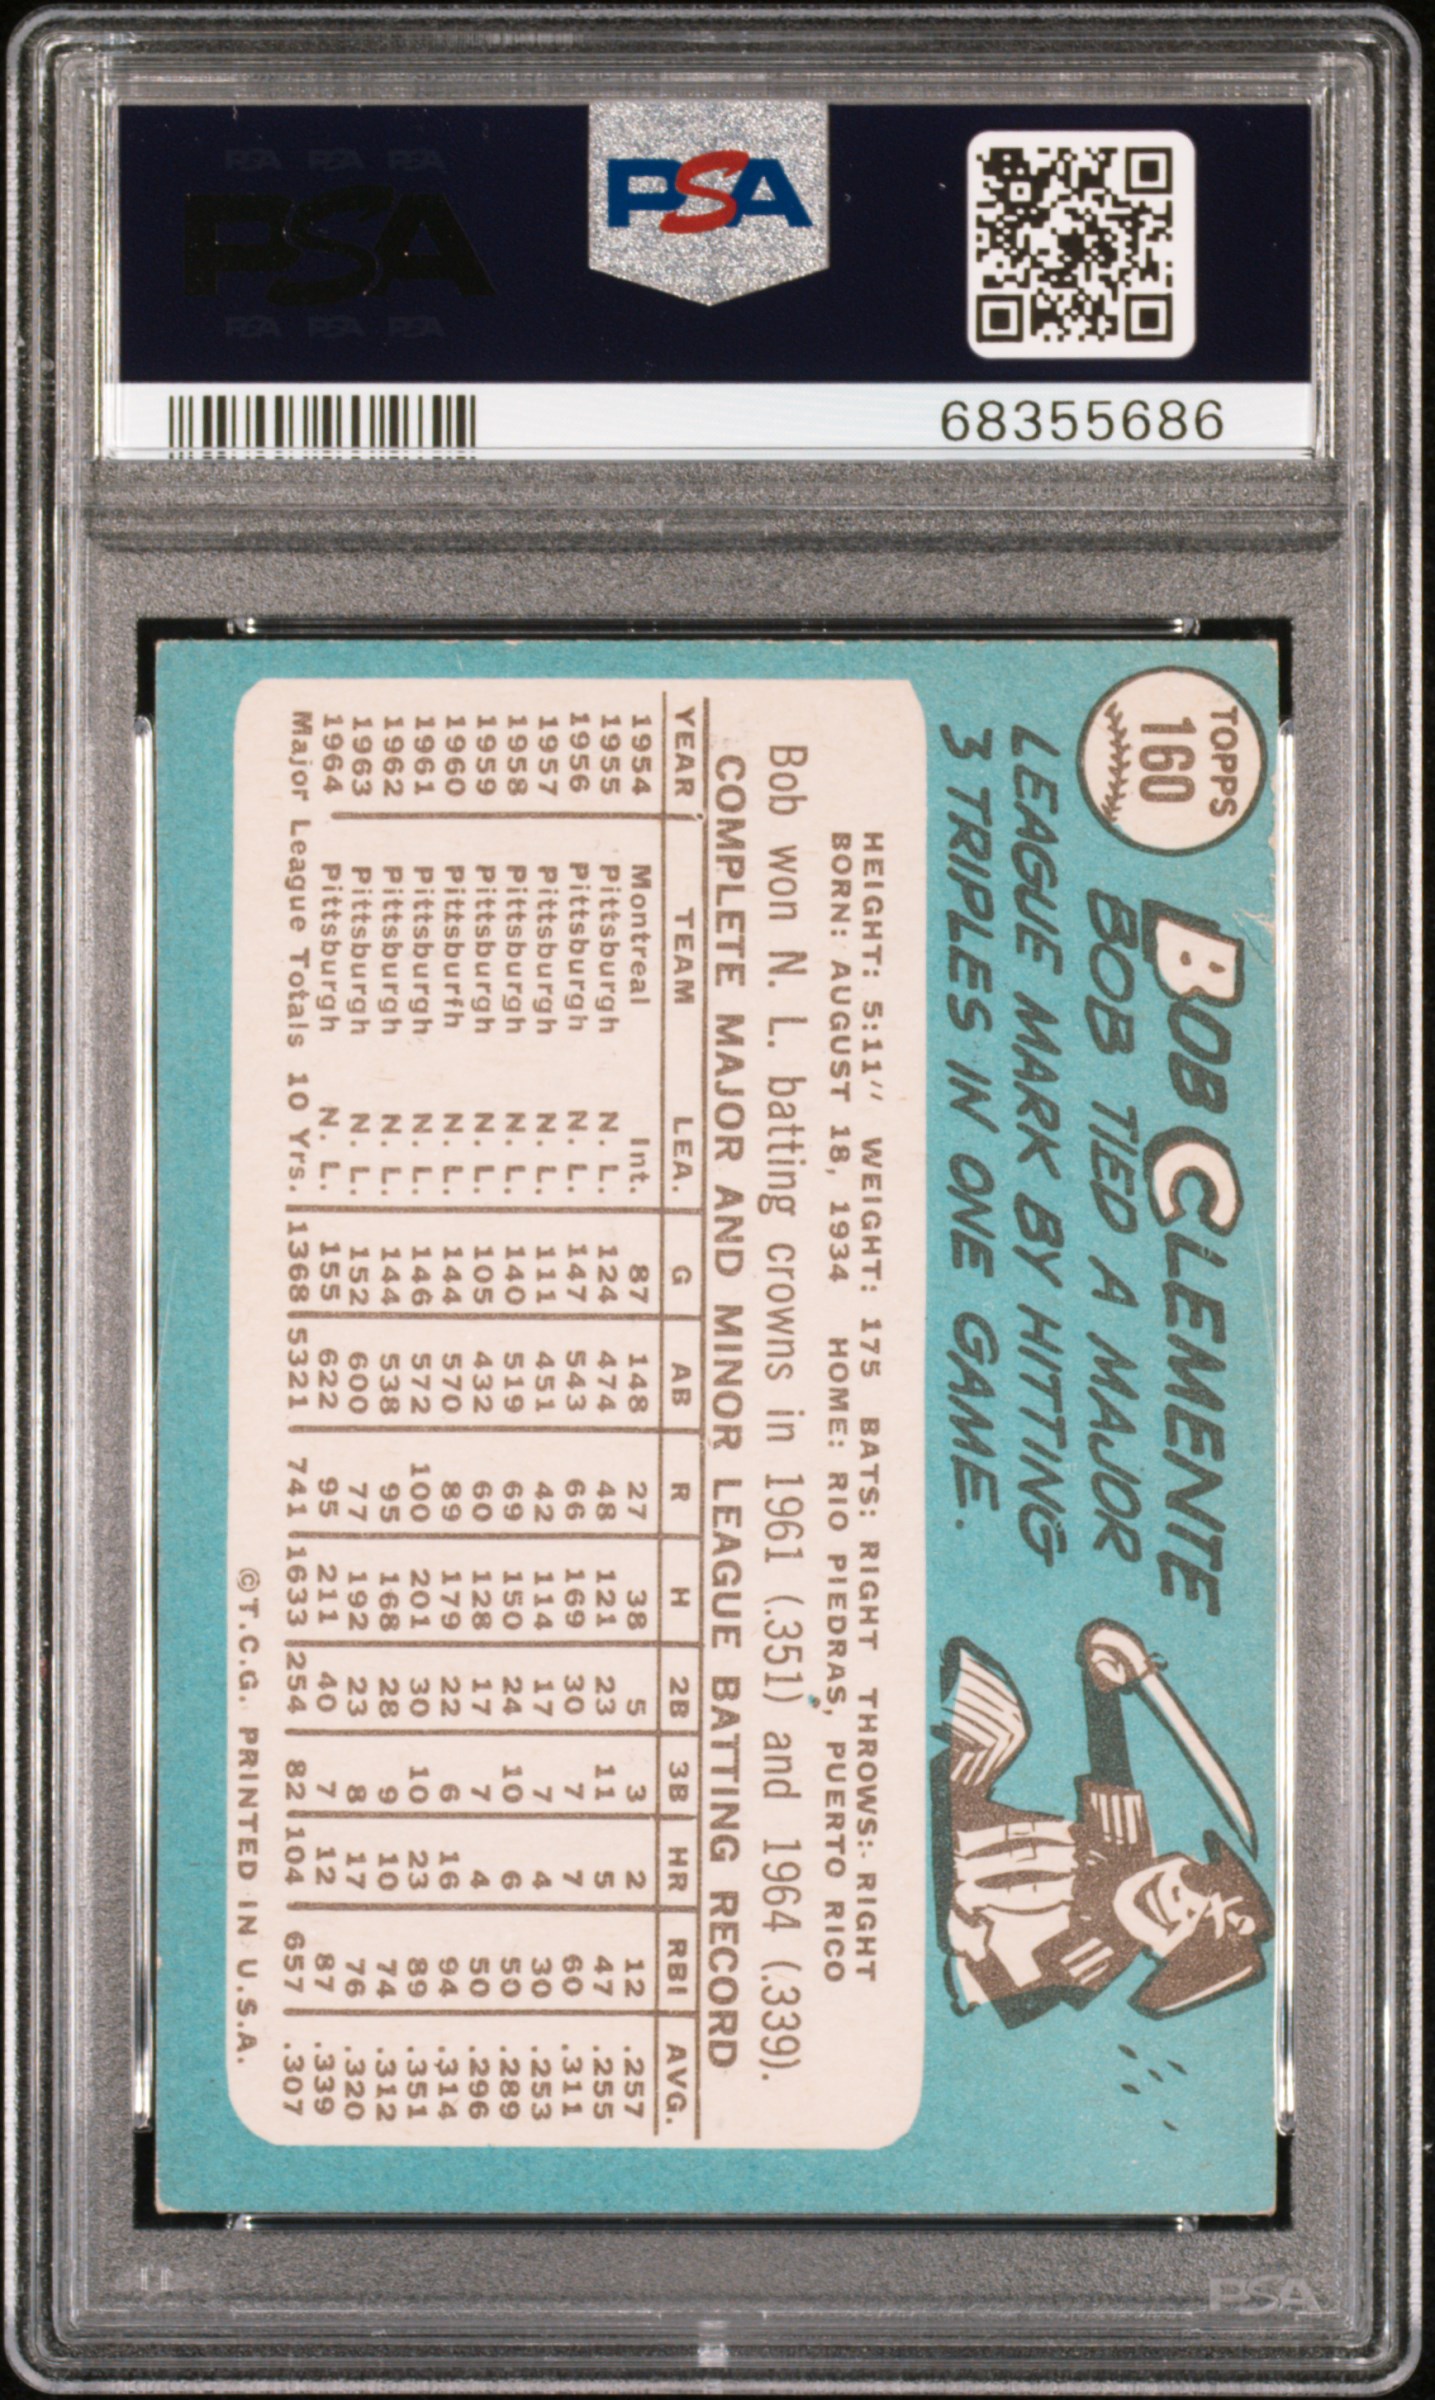 PSA PSA PSA
PSA
PSA PSA PSA
PSA
68355686
TOPPS
160
BOB CLEMENTE
BOB TIED A MAJOR
LEAGUE MARK BY HITTING
3 TRIPLES IN ONE GAME.
HEIGHT: 5:11″ WEIGHT: 175 BATS: RIGHT THROWS: RIGHT
BORN: AUGUST 18, 1934 HOME: RIO PIEDRAS, PUERTO RICO
Bob won N. L. batting crowns in 1961 (.351) and 1964 (.339).
COMPLETE MAJOR AND MINOR LEAGUE BATTING RECORD
YEAR TEAM LEA. G AB R H 2B 3B HR RBI AVG.
1954 Montreal Int. 87 148 27 38 5 3 2 12 .257
1955 Pittsburgh N. L. 124 474 48 121 23 11 5 47 .255
1956 Pittsburgh N. L. 147 543 66 169 30 7 7 60 .311
1957 Pittsburgh N. L. 111 451 42 114 17 7 4 30 .253
1958 Pittsburgh N. L. 140 519 69 150 24 10 6 50 .289
1959 Pittsburgh N. L. 105 432 60 128 17 7 4 50 .296
1960 Pittsburfh N. L. 144 570 89 179 22 6 16 94 .314
1961 Pittsburgh N. L. 146 572 100 201 30 10 23 89 .351
1962 Pittsburgh N. L. 144 538 95 168 28 9 10 74 .312
1963 Pittsburgh N. L. 152 600 77 192 23 8 17 76 .320
1964 Pittsburgh N. L. 155 622 95 211 40 7 12 87 .339
Major League Totals 10 Yrs. 1368 5321 741 1633 254 82 104 657 .307
©T.C.G. PRINTED IN U.S.A.
PSA